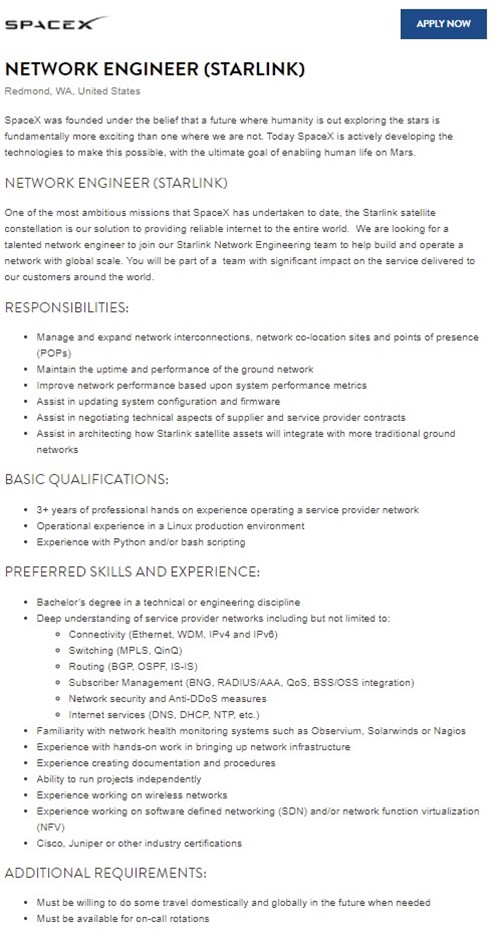 SPACEX
APPLY NOW
NETWORK ENGINEER (STARLINK)
Redmond, WA, United States
SpaceX was founded under the belief that a future where humanity is out exploring the stars is
fundamentally more exciting than one where we are not. Today SpaceX is actively developing the
technologies to make this possible, with the ultimate goal of enabling human life on Mars.
NETWORK ENGINEER (STARLINK)
One of the most ambitious missions that SpaceX has undertaken to date, the Starlink satellite
constellation is our solution to providing reliable internet to the entire world.  We are looking for a
talented network engineer to join our Starlink Network Engineering team to help build and operate a
network with global scale. You will be part of a  team with significant impact on the service delivered to
our customers around the world.
RESPONSIBILITIES:
• Manage and expand network interconnections, network co-location sites and points of presence
(POPs)
• Maintain the uptime and performance of the ground network
• Improve network performance based upon system performance metrics
• Assist in updating system configuration and firmware
• Assist in negotiating technical aspects of supplier and service provider contracts
• Assist in architecting how Starlink satellite assets will integrate with more traditional ground
networks
BASIC QUALIFICATIONS:
• 3+ years of professional hands on experience operating a service provider network
• Operational experience in a Linux production environment
• Experience with Python and/or bash scripting
PREFERRED SKILLS AND EXPERIENCE:
• Bachelor's degree in a technical or engineering discipline
• Deep understanding of service provider networks including but not limited to:
○ Connectivity (Ethernet, WDM, IPv4 and IPv6)
○ Switching (MPLS, QinQ)
○ Routing (BGP, OSPF, IS-IS)
○ Subscriber Management (BNG, RADIUS/AAA, QoS, BSS/OSS integration)
○ Network security and Anti-DDoS measures
○ Internet services (DNS, DHCP, NTP, etc.)
• Familiarity with network health monitoring systems such as Observium, Solarwinds or Nagios
• Experience with hands-on work in bringing up network infrastructure
• Experience creating documentation and procedures
• Ability to run projects independently
• Experience working on wireless networks
• Experience working on software defined networking (SDN) and/or network function virtualization
(NFV)
• Cisco, Juniper or other industry certifications
ADDITIONAL REQUIREMENTS:
• Must be willing to do some travel domestically and globally in the future when needed
• Must be available for on-call rotations